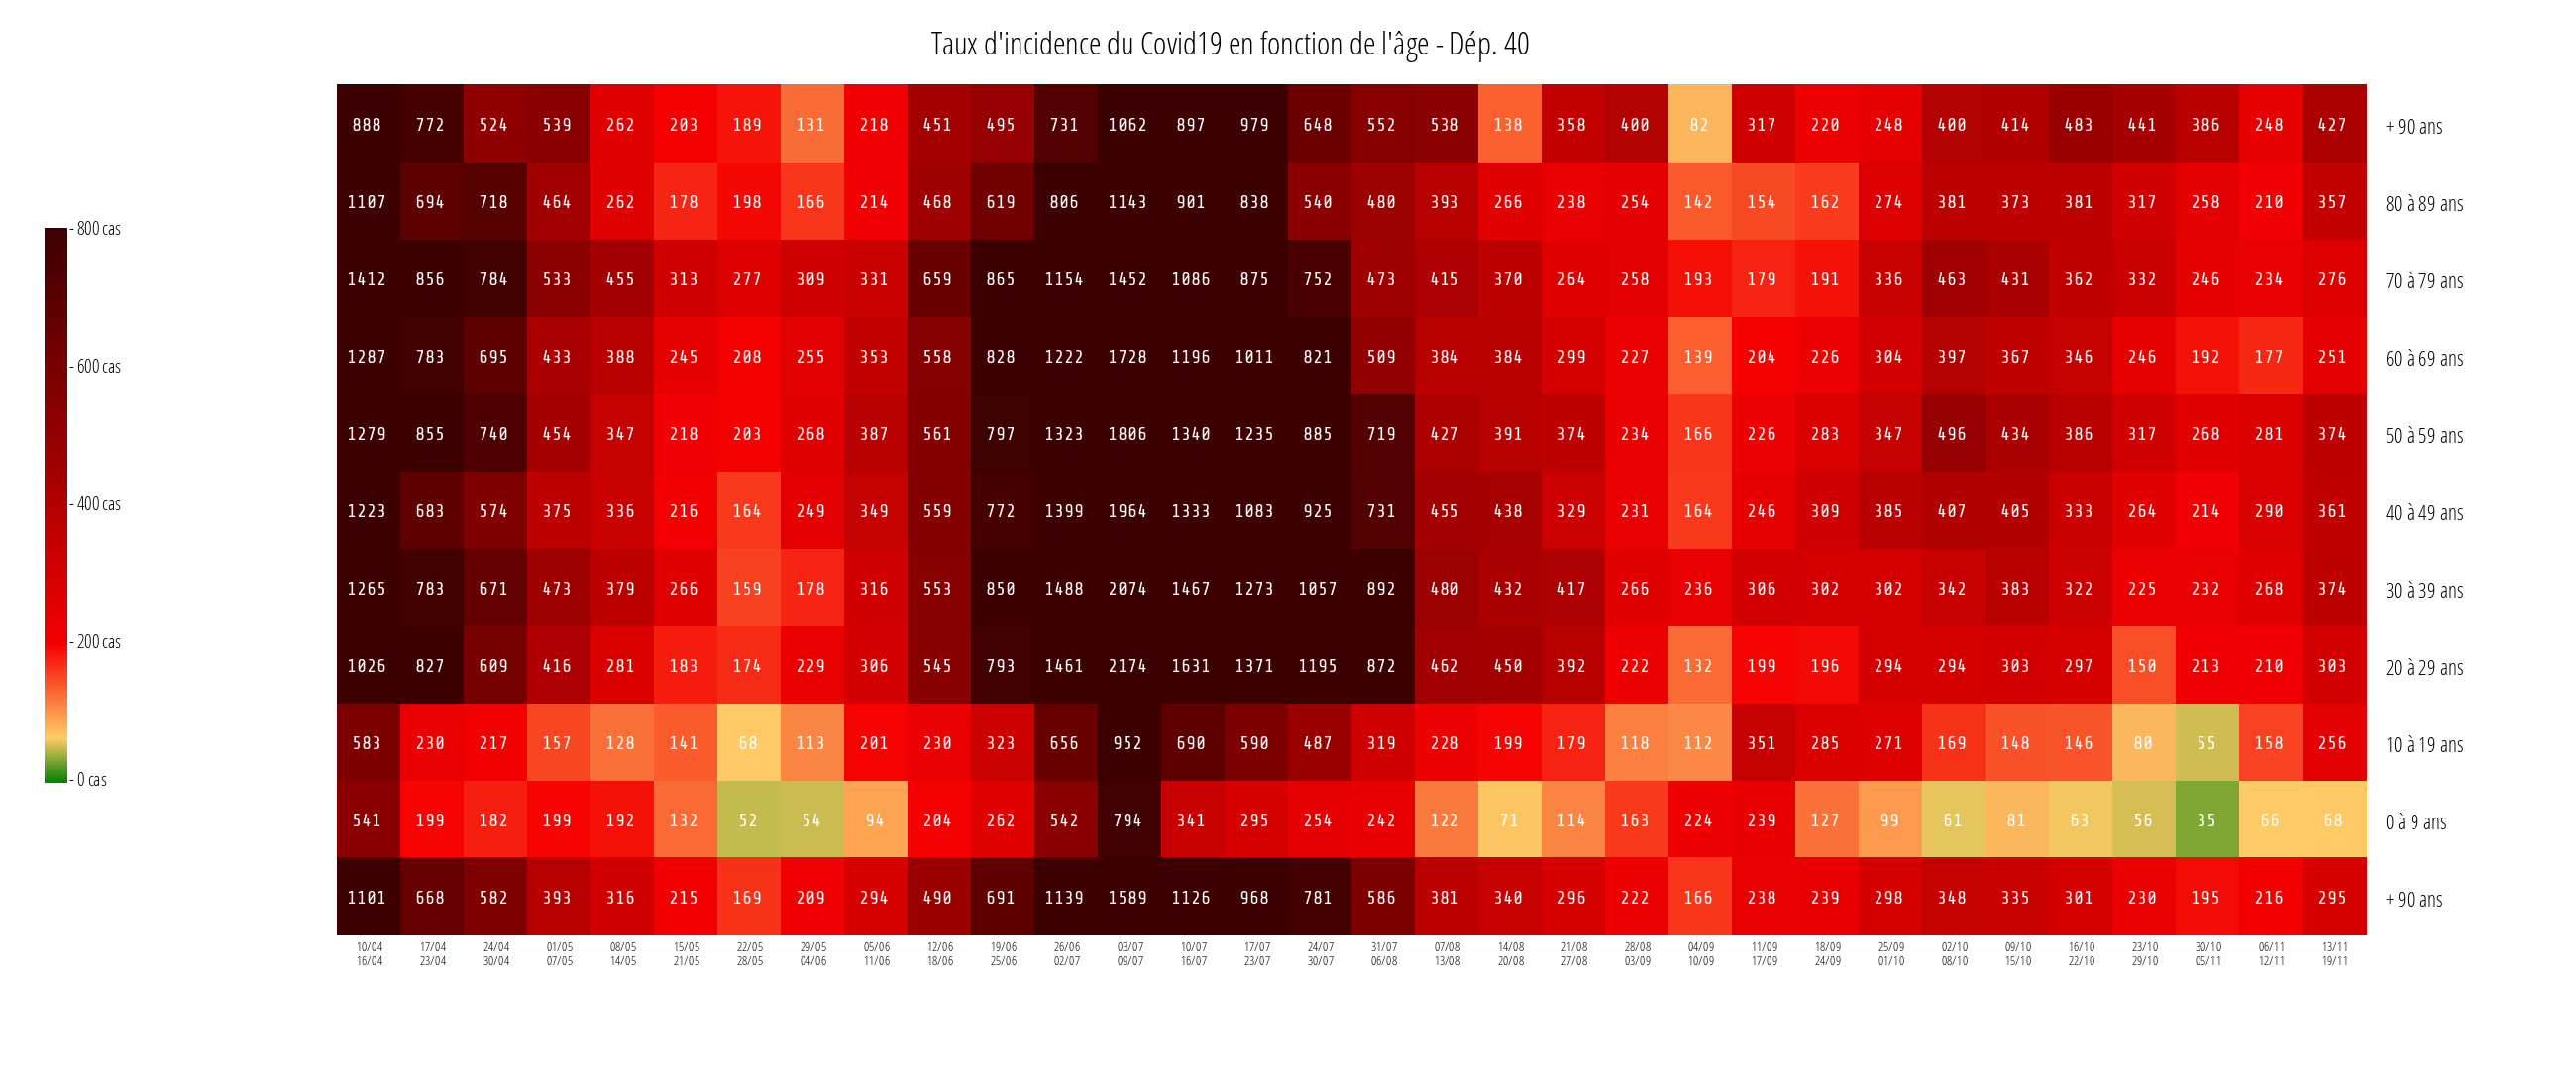 Taux d'incidence du Covid19 en fonction de l'âge - Dép. 40
888 772 524 539 262 203 189 131 218 451 495 731 1062 897 979 648 552 538 138 358 400 82 317 220 248 400 414 483 441 386 248 427 + 90 ans
1107 694 718 464 262 178 198 166 214 468 619 806 1143 901 838 540 480 393 266 238 254 142 154 162 274 381 373 381 317 258 210 357 80 à 89 ans
- 800 cas
1412 856 784 533 455 313 277 309 331 659 865 1154 1452 1086 875 752 473 415 370 264 258 193 179 191 336 463 431 362 332 246 234 276 70 à 79 ans
1287 783 695 433 388 245 208 255 353 558 828 1222 1728 1196 1011 821 509 384 384 299 227 139 204 226 304 397 367 346 246 192 177 251 60 à 69 ans
- 600 cas
1279 855 740 454 347 218 203 268 387 561 797 1323 1806 1340 1235 885 719 427 391 374 234 166 226 283 347 496 434 386 317 268 281 374 50 à 59 ans
- 400 cas
1223 683 574 375 336 216 164 249 349 559 772 1399 1964 1333 1083 925 731 455 438 329 231 164 246 309 385 407 405 333 264 214 290 361 40 à 49 ans
1265 783 671 473 379 266 159 178 316 553 850 1488 2074 1467 1273 1057 892 480 432 417 266 236 306 302 302 342 383 322 225 232 268 374 30 à 39 ans
- 200 cas
1026 827 609 416 281 183 174 229 306 545 793 1461 2174 1631 1371 1195 872 462 450 392 222 132 199 196 294 294 303 297 150 213 210 303 20 à 29 ans
583 230 217 157 128 141 68 113 201 230 323 656 952 690 590 487 319 228 199 179 118 112 351 285 271 169 148 146 80 55 158 256 10 à 19 ans
- 0 cas
541 199 182 199 192 132 52 54 94 204 262 542 794 341 295 254 242 122 71 114 163 224 239 127 99 61 81 63 56 35 66 68 0 à 9 ans
1101 668 582 393 316 215 169 209 294 490 691 1139 1589 1126 968 781 586 381 340 296 222 166 238 239 298 348 335 301 230 195 216 295 + 90 ans
10/04 17/04 24/04 01/05 08/05 15/05 22/05 29/05 05/06 12/06 19/06 26/06 03/07 10/07 17/07 24/07 31/07 07/08 14/08 21/08 28/08 04/09 11/09 18/09 25/09 02/10 09/10 16/10 23/10 30/10 06/11 13/11
16/04 23/04 30/04 07/05 14/05 21/05 28/05 04/06 11/06 18/06 25/06 02/07 09/07 16/07 23/07 30/07 06/08 13/08 20/08 27/08 03/09 10/09 17/09 24/09 01/10 08/10 15/10 22/10 29/10 05/11 12/11 19/11